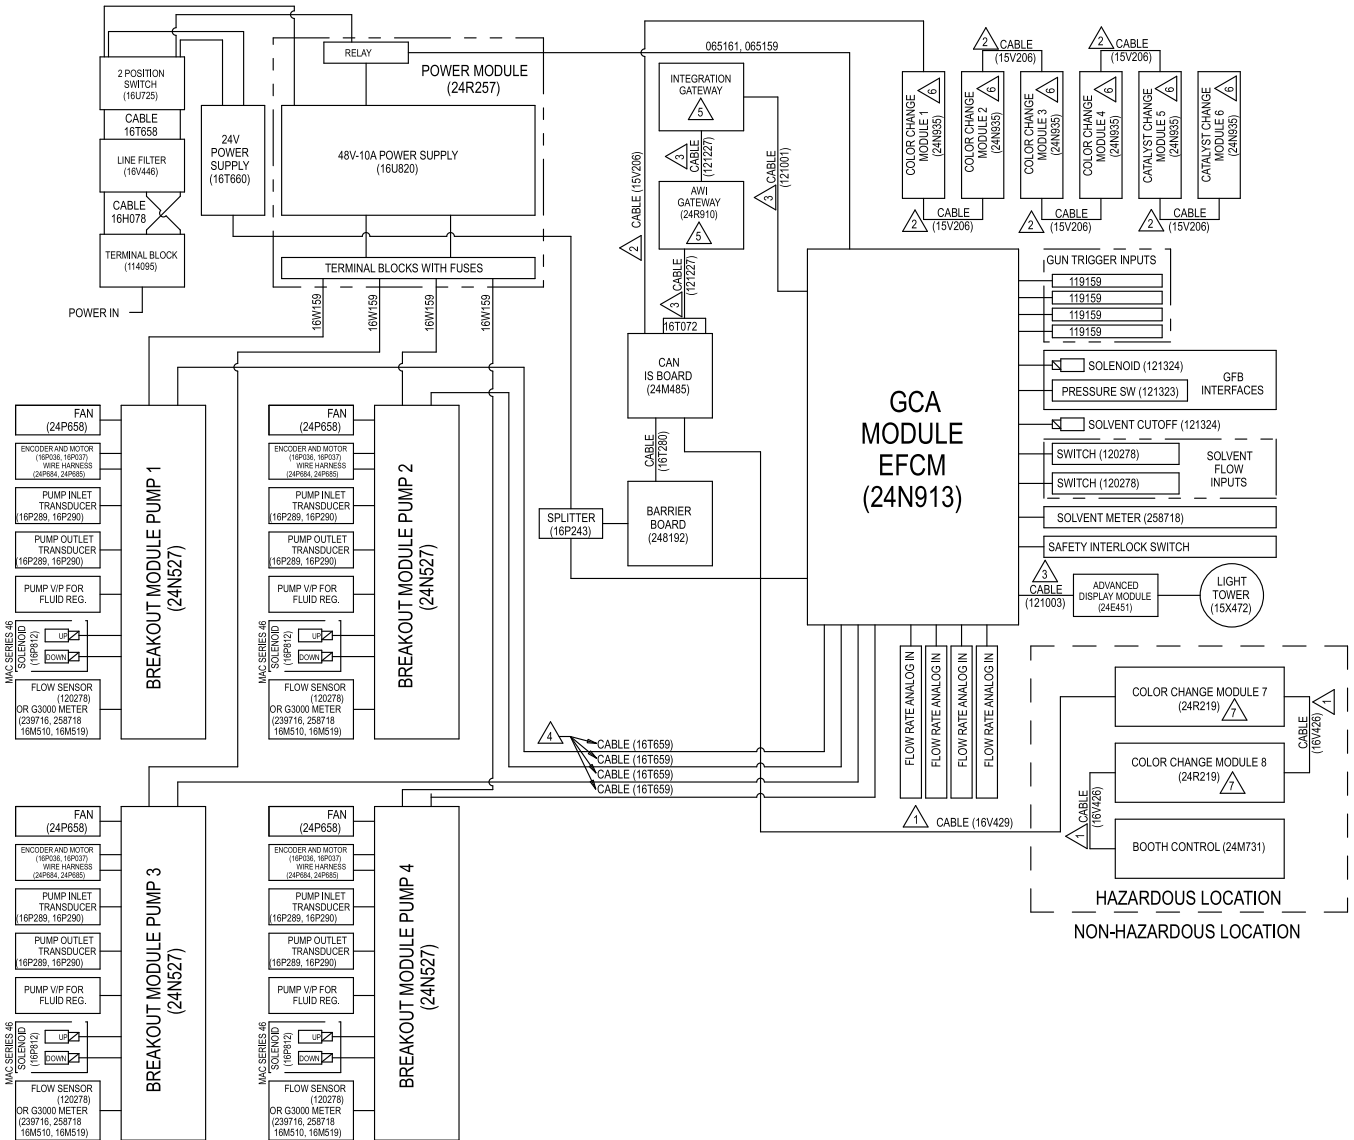 RELAY
POWER MODULE
(24R257)
48V-10A POWER SUPPLY
(16U820)
TERMINAL BLOCKS WITH FUSES
2 POSITION
SWITCH
(16U725)
CABLE
16T658
LINE FILTER
(16V446)
CABLE
16H078
TERMINAL BLOCK
(114095)
POWER IN
24V
POWER
SUPPLY
(16T660)
16W159
16W159
16W159
16W159
065161, 065159
INTEGRATION
GATEWAY
5
3
CABLE
(121227)
AWI
GATEWAY
(24R910)
5
3
CABLE
(121227)
16T072
CAN
IS BOARD
(24M485)
CABLE
(16T280)
BARRIER
BOARD
(248192)
SPLITTER
(16P243)
2
CABLE (15V206)
3
CABLE
(121001)
GCA
MODULE
EFCM
(24N913)
2
CABLE
(15V206)
2
CABLE
(15V206)
COLOR CHANGE
MODULE 1
(24N935)
6
COLOR CHANGE
MODULE 2
(24N935)
6
COLOR CHANGE
MODULE 3
(24N935)
6
COLOR CHANGE
MODULE 4
(24N935)
6
CATALYST CHANGE
MODULE 5
(24N935)
6
CATALYST CHANGE
MODULE 6
(24N935)
6
2
CABLE
(15V206)
2
CABLE
(15V206)
2
CABLE
(15V206)
GUN TRIGGER INPUTS
119159
119159
119159
119159
SOLENOID (121324)
PRESSURE SW (121323)
GFB
INTERFACES
SOLVENT CUTOFF (121324)
SWITCH (120278)
SWITCH (120278)
SOLVENT
FLOW
INPUTS
SOLVENT METER (258718)
SAFETY INTERLOCK SWITCH
3
CABLE
(121003)
ADVANCED
DISPLAY MODULE
(24E451)
LIGHT
TOWER
(15X472)
FLOW RATE ANALOG IN
FLOW RATE ANALOG IN
FLOW RATE ANALOG IN
FLOW RATE ANALOG IN
4
CABLE (16T659)
CABLE (16T659)
CABLE (16T659)
CABLE (16T659)
1
CABLE (16V429)
COLOR CHANGE MODULE 7
(24R219)
7
1
CABLE
(16V426)
COLOR CHANGE MODULE 8
(24R219)
7
1
CABLE
(16V426)
BOOTH CONTROL (24M731)
HAZARDOUS LOCATION
NON-HAZARDOUS LOCATION
FAN
(24P658)
ENCODER AND MOTOR
(16P036, 16P037)
WIRE HARNESS
(24P684, 24P685)
PUMP INLET
TRANSDUCER
(16P289, 16P290)
PUMP OUTLET
TRANSDUCER
(16P289, 16P290)
PUMP V/P FOR
FLUID REG.
MAC SERIES 46
SOLENOID
(16P812)
UP
DOWN
FLOW SENSOR
(120278)
OR G3000 METER
(239716, 258718
16M510, 16M519)
BREAKOUT MODULE PUMP 1
(24N527)
FAN
(24P658)
ENCODER AND MOTOR
(16P036, 16P037)
WIRE HARNESS
(24P684, 24P685)
PUMP INLET
TRANSDUCER
(16P289, 16P290)
PUMP OUTLET
TRANSDUCER
(16P289, 16P290)
PUMP V/P FOR
FLUID REG.
MAC SERIES 46
SOLENOID
(16P812)
UP
DOWN
FLOW SENSOR
(120278)
OR G3000 METER
(239716, 258718
16M510, 16M519)
BREAKOUT MODULE PUMP 2
(24N527)
FAN
(24P658)
ENCODER AND MOTOR
(16P036, 16P037)
WIRE HARNESS
(24P684, 24P685)
PUMP INLET
TRANSDUCER
(16P289, 16P290)
PUMP OUTLET
TRANSDUCER
(16P289, 16P290)
PUMP V/P FOR
FLUID REG.
MAC SERIES 46
SOLENOID
(16P812)
UP
DOWN
FLOW SENSOR
(120278)
OR G3000 METER
(239716, 258718
16M510, 16M519)
BREAKOUT MODULE PUMP 3
(24N527)
FAN
(24P658)
ENCODER AND MOTOR
(16P036, 16P037)
WIRE HARNESS
(24P684, 24P685)
PUMP INLET
TRANSDUCER
(16P289, 16P290)
PUMP OUTLET
TRANSDUCER
(16P289, 16P290)
PUMP V/P FOR
FLUID REG.
MAC SERIES 46
SOLENOID
(16P812)
UP
DOWN
FLOW SENSOR
(120278)
OR G3000 METER
(239716, 258718
16M510, 16M519)
BREAKOUT MODULE PUMP 4
(24N527)